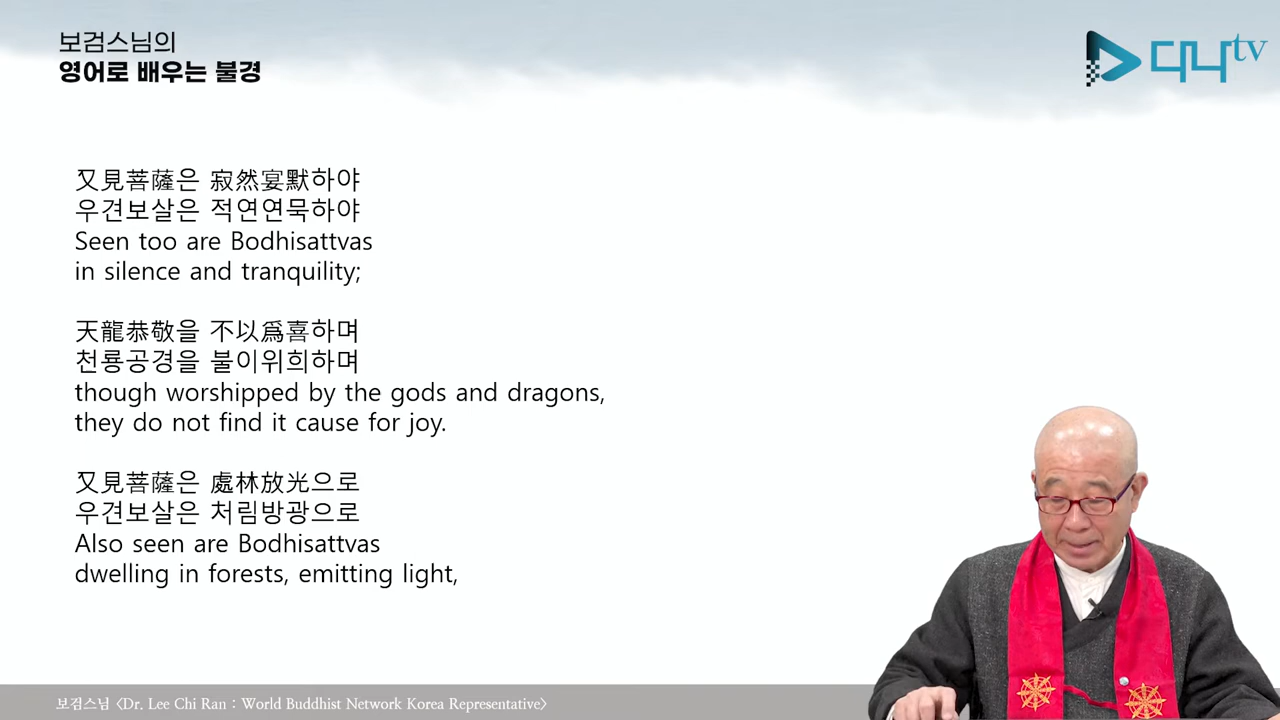 보검스님의
영어로 배우는 불경
다나tv
又見菩薩은 寂然宴默하야
우견보살은 적연연묵하야
Seen too are Bodhisattvas
in silence and tranquility;
天龍恭敬을 不以爲喜하며
천룡공경을 불이위희하며
though worshipped by the gods and dragons,
they do not find it cause for joy.
又見菩薩은 處林放光으로
우견보살은 처림방광으로
Also seen are Bodhisattvas
dwelling in forests, emitting light,
보검스님 〈Dr. Lee Chi Ran : World Buddhist Network Korea Representative〉